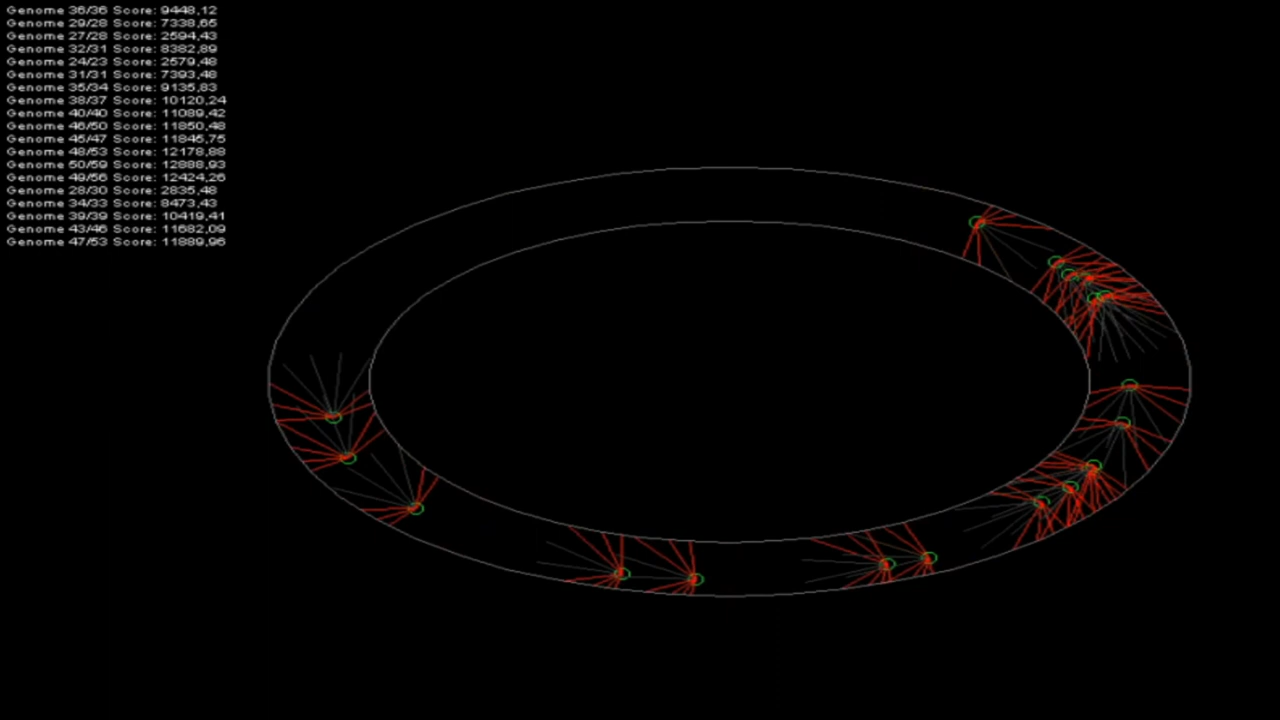 Genome 36/36 Score: 9448,12
Genome 29/28 Score: 7338,65
Genome 27/28 Score: 2594,43
Genome 32/31 Score: 8382,89
Genome 24/23 Score: 2579,48
Genome 31/31 Score: 7393,48
Genome 35/34 Score: 9135,83
Genome 38/37 Score: 10120,24
Genome 40/40 Score: 11089,42
Genome 46/50 Score: 11850,48
Genome 45/47 Score: 11845,75
Genome 48/53 Score: 12178,88
Genome 50/59 Score: 12888,93
Genome 49/56 Score: 12424,26
Genome 28/30 Score: 2835,48
Genome 34/33 Score: 8473,43
Genome 39/39 Score: 10419,41
Genome 43/46 Score: 11682,09
Genome 47/53 Score: 11889,96